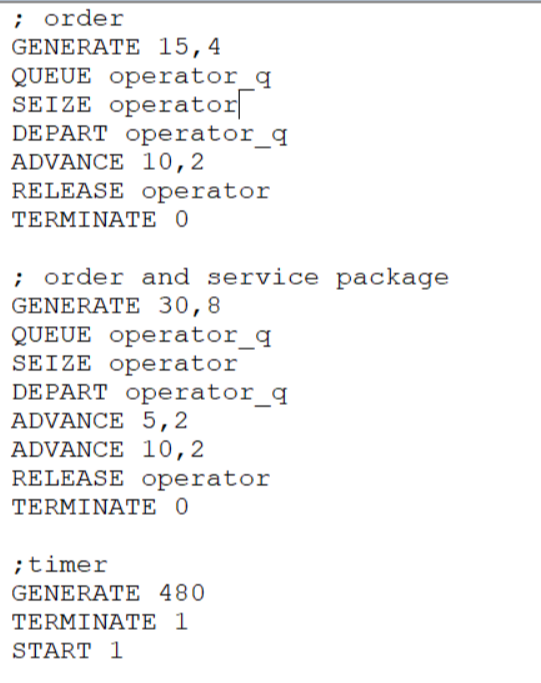 ; order
GENERATE 15,4
QUEUE operator_q
SEIZE operator
DEPART operator_q
ADVANCE 10,2
RELEASE operator
TERMINATE 0

; order and service package
GENERATE 30,8
QUEUE operator_q
SEIZE operator
DEPART operator_q
ADVANCE 5,2
ADVANCE 10,2
RELEASE operator
TERMINATE 0

;timer
GENERATE 480
TERMINATE 1
START 1